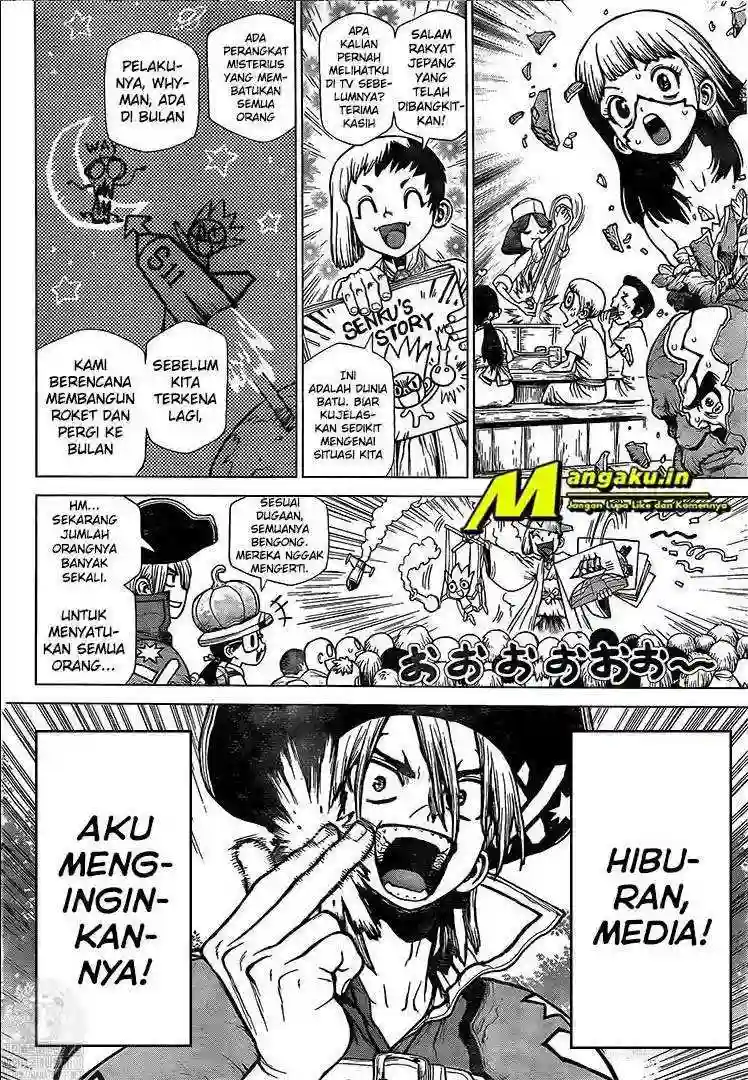 SALAM
RAKYAT
JEPANG
YANG
TELAH
DIBANGKIT-
KAN!
APA
KALIAN
PERNAH
MELIHATKU
DI TV SEBE-
LUMNYA?
TERIMA
KASIH
SENKU'S
STORY
INI
ADALAH DUNIA
BATU. BIAR
KUJELAS-
KAN SEDIKIT
MENGENAI
SITUASI KITA
ADA
PERANGKAT
MISTERIUS
YANG MEM-
BATUKAN
SEMUA
ORANG
PELAKU-
NYA, WHY-
MAN, ADA
DI BULAN
WAY
SEBELUM
KITA
TERKENA
LAGI,
KAMI
BERENCANA
MEMBANGUN
ROKET DAN
PERGI KE
BULAN
Mangaku.in
Jangan Lupa Like dan Komennya
SESUAI
DUGAAN,
SEMUANYA
BENGONG.
MEREKA NGGAK
MENGERTI.
HM...
SEKARANG
JUMLAH
ORANGNYA
BANYAK
SEKALI.
UNTUK
MENYATU-
KAN SEMUA
ORANG...
おおおおおお〜
HIBU-
RAN,
MEDIA!
AKU
MENG-
INGIN-
KAN-
NYA!